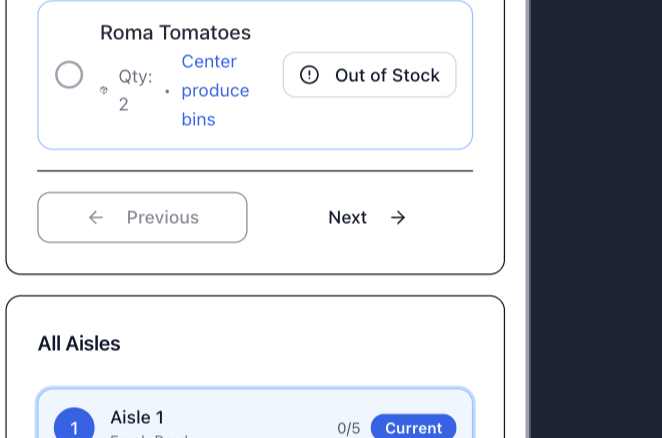 Roma Tomatoes
Qty:
2
•
Center
produce
bins
Out of Stock
Previous
Next
All Aisles
1
Aisle 1
0/5
Current